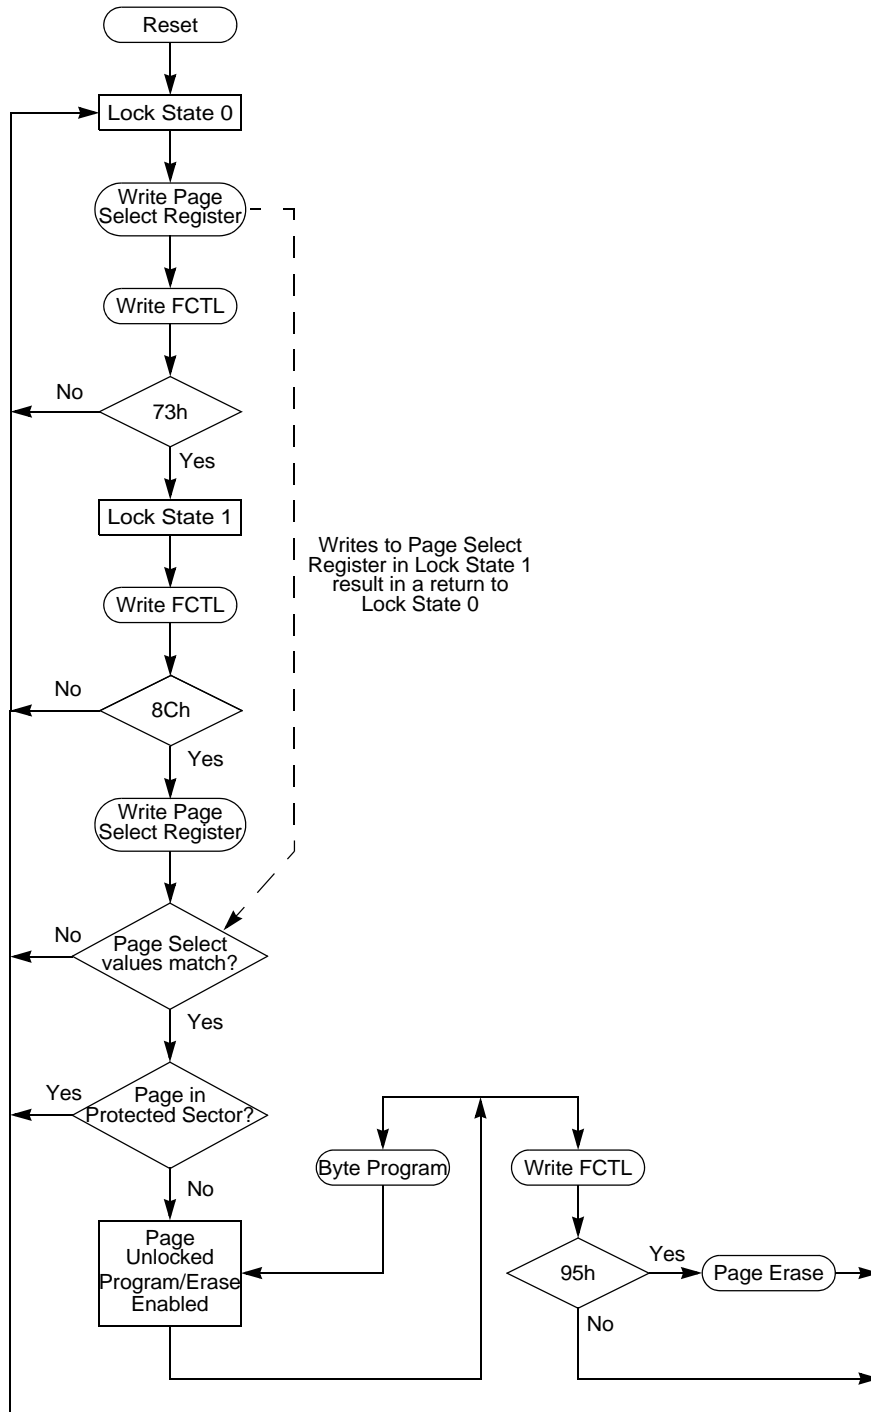 Reset
Lock State 0
Write Page
Select Register
Write FCTL
No
73h
Yes
Lock State 1
Writes to Page Select
Register in Lock State 1
result in a return to
Lock State 0
Write FCTL
No
8Ch
Yes
Write Page
Select Register
No
Page Select
values match?
Yes
Yes
Page in
Protected Sector?
No
Page
Unlocked
Program/Erase
Enabled
Byte Program
Write FCTL
95h
Yes
Page Erase
No